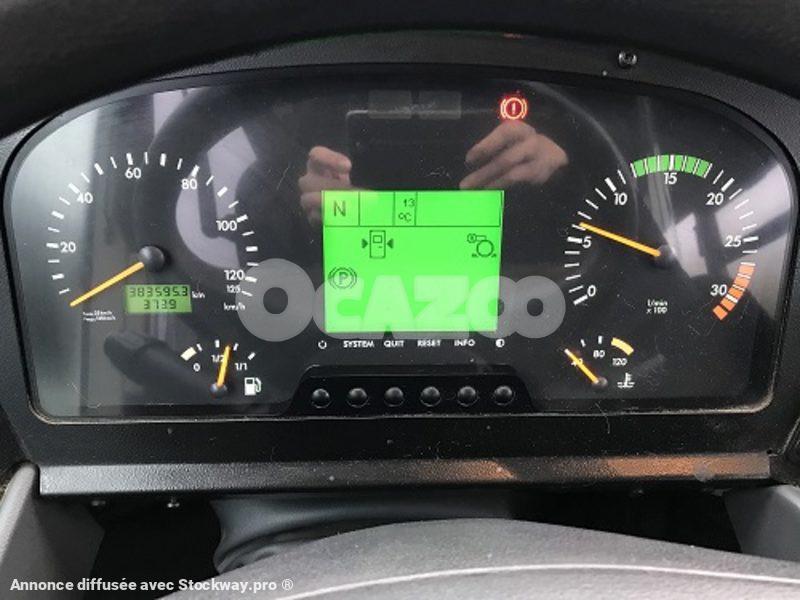 20
40
60
80
100
120
125
km/h
383595.3 km
373.9
N
13
°C
P
OCAZOO
SYSTEM QUIT RESET INFO
0
1/2
1/1
0
5
10
15
20
25
30
1/min
x 100
80
120
Annonce diffusée avec Stockway.pro ®